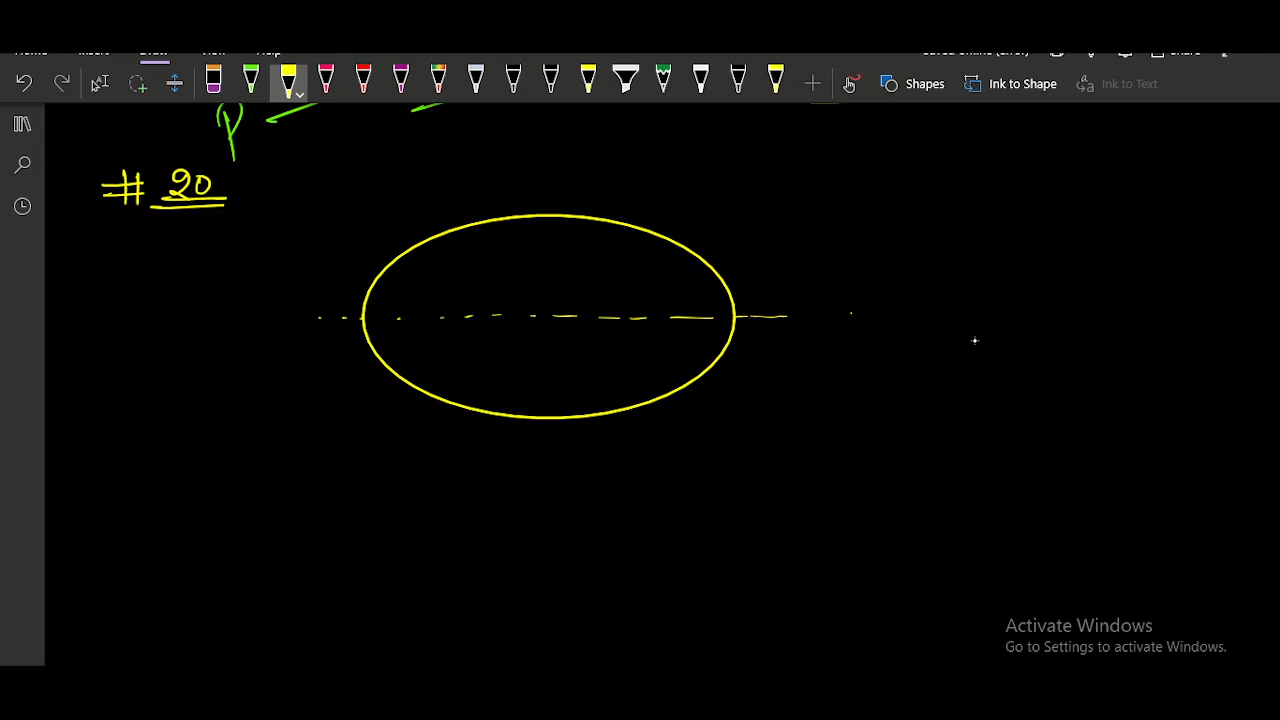 Shapes Ink to Shape Ink to Text
P
# 20
Activate Windows
Go to Settings to activate Windows.